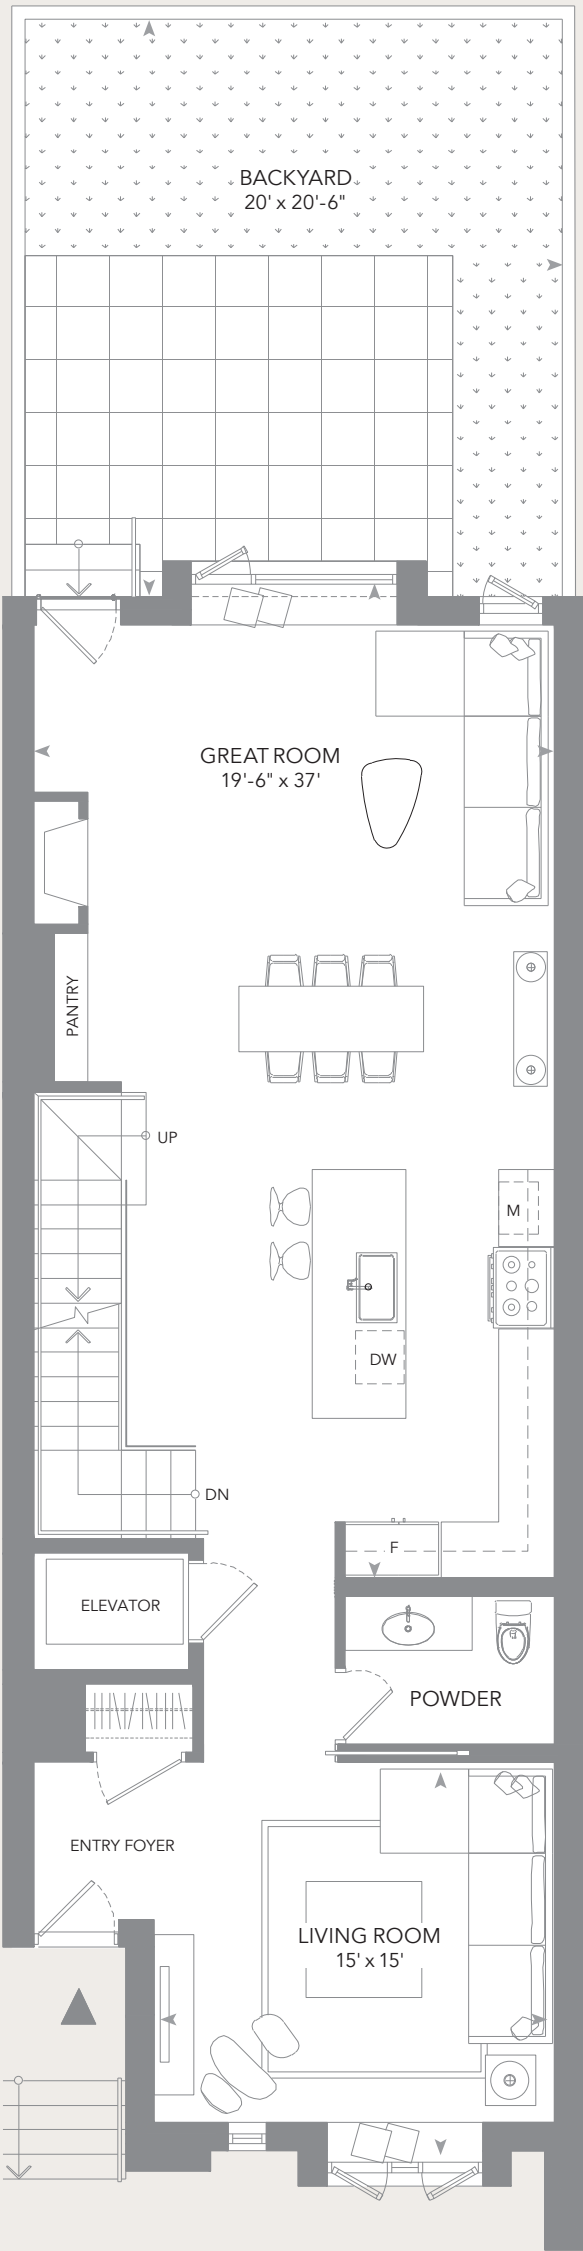 BACKYARD
20' x 20'-6"
GREAT ROOM
19'-6" x 37'
PANTRY
UP
M
DW
DN
F
ELEVATOR
POWDER
ENTRY FOYER
LIVING ROOM
15' x 15'